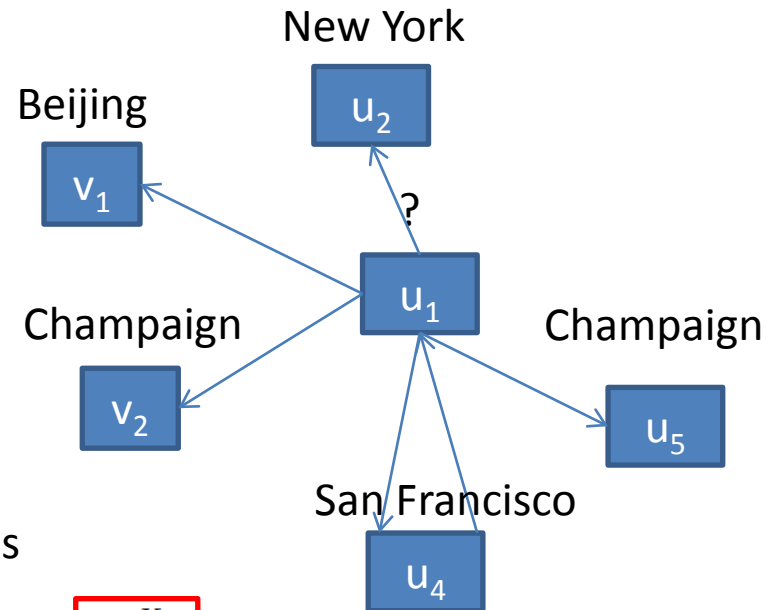 New York
Beijing
u2
v1
?
u1
Champaign
Champaign
v2
u5
San Francisco
s
u4